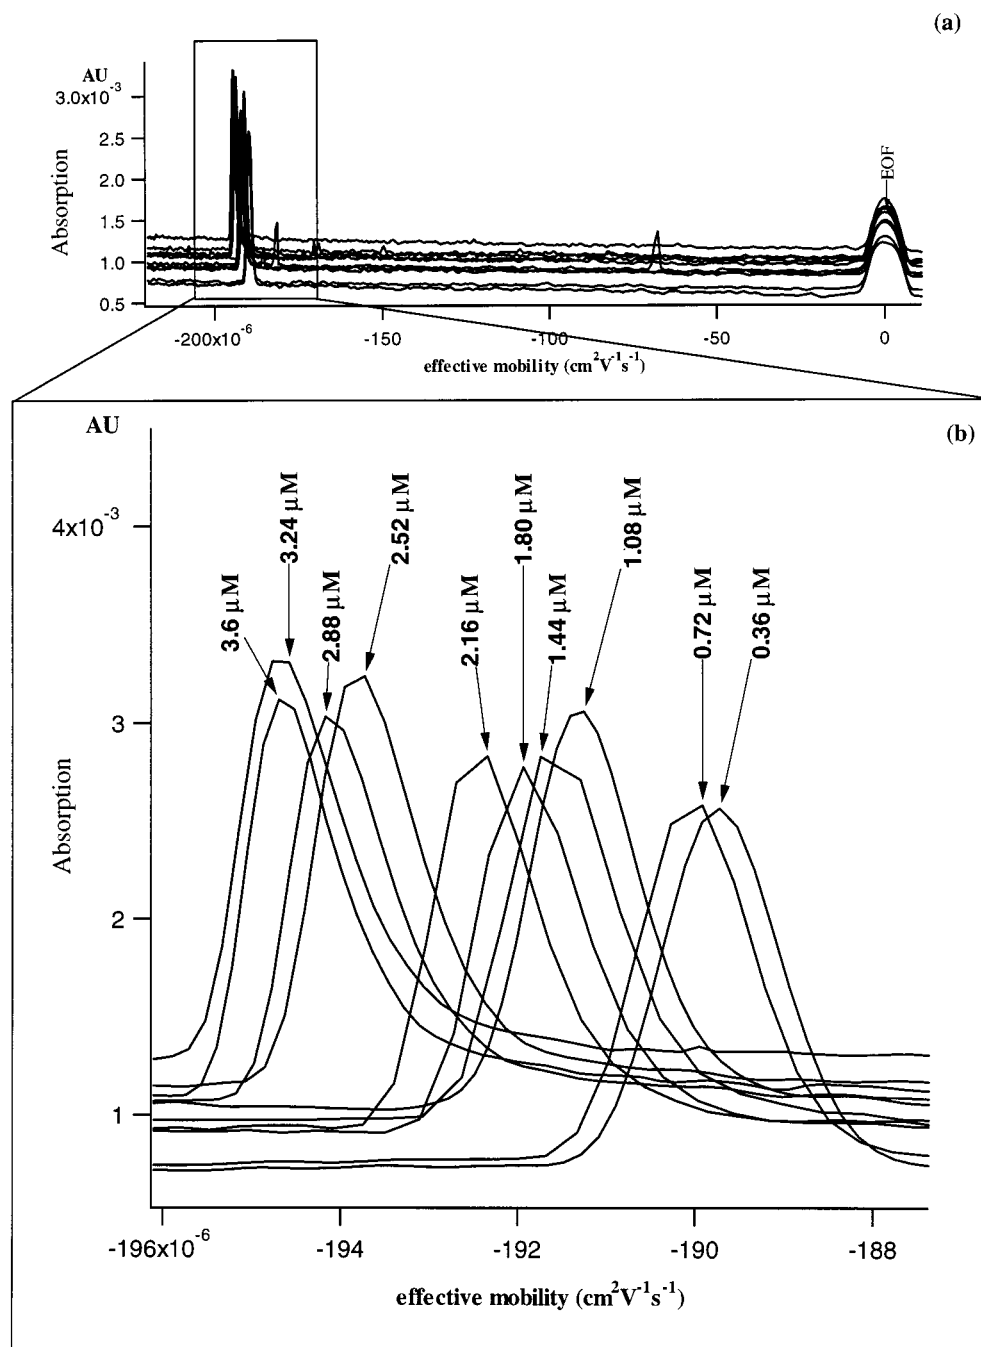 (a)
AU
3.0x10⁻³
2.5
2.0
1.5
1.0
0.5
Absorption
EOF
-200x10⁻⁶ -150 -100 -50 0
effective mobility (cm²V⁻¹s⁻¹)
(b)
AU
4x10⁻³
3
2
1
Absorption
3.6 µM
3.24 µM
2.88 µM
2.52 µM
2.16 µM
1.80 µM
1.44 µM
1.08 µM
0.72 µM
0.36 µM
-196x10⁻⁶ -194 -192 -190 -188
effective mobility (cm²V⁻¹s⁻¹)